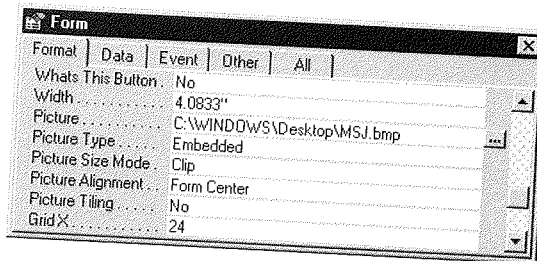 Form
Format Data Event Other All
Whats This Button . No
Width . . . . . . . . . . . 4.0833"
Picture . . . . . . . . . . . C:\WINDOWS\Desktop\MSJ.bmp ...
Picture Type . . . . . Embedded
Picture Size Mode . Clip
Picture Alignment . . Form Center
Picture Tiling . . . . . . No
Grid X . . . . . . . . . . . 24